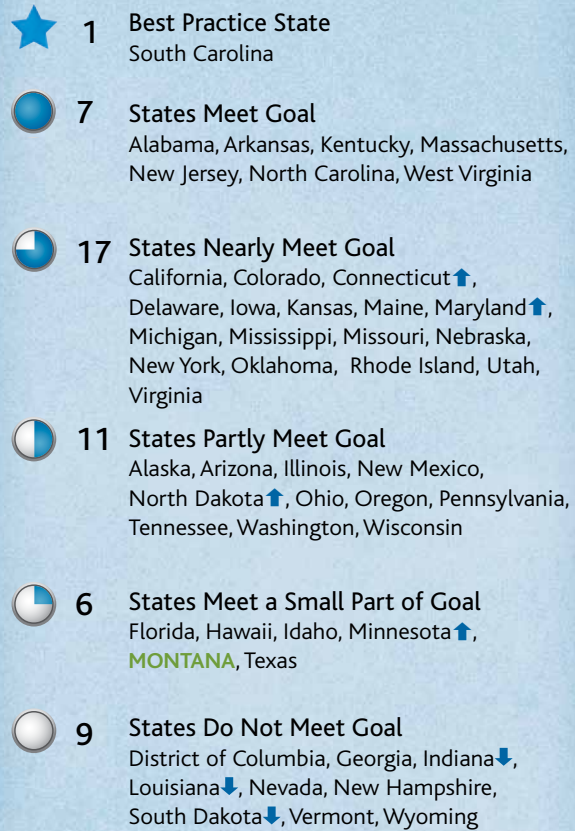 1 Best Practice State
South Carolina
7 States Meet Goal
Alabama, Arkansas, Kentucky, Massachusetts,
New Jersey, North Carolina, West Virginia
17 States Nearly Meet Goal
California, Colorado, Connecticut⬆,
Delaware, Iowa, Kansas, Maine, Maryland⬆,
Michigan, Mississippi, Missouri, Nebraska,
New York, Oklahoma, Rhode Island, Utah,
Virginia
11 States Partly Meet Goal
Alaska, Arizona, Illinois, New Mexico,
North Dakota⬆, Ohio, Oregon, Pennsylvania,
Tennessee, Washington, Wisconsin
6 States Meet a Small Part of Goal
Florida, Hawaii, Idaho, Minnesota⬆,
MONTANA, Texas
9 States Do Not Meet Goal
District of Columbia, Georgia, Indiana⬇,
Louisiana⬇, Nevada, New Hampshire,
South Dakota⬇, Vermont, Wyoming